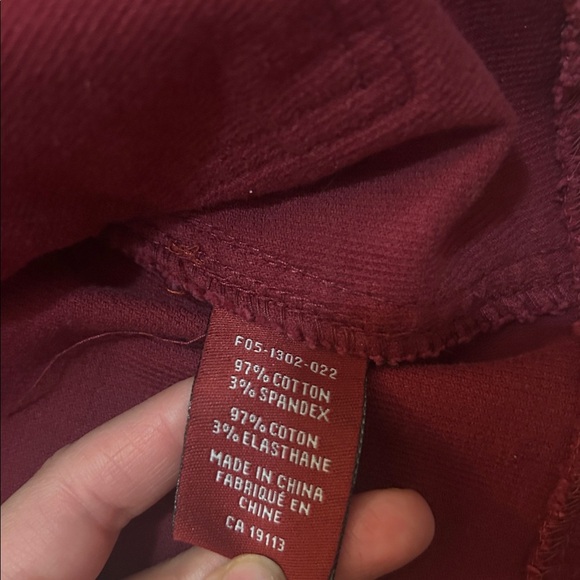 F05-1302-022
97% COTTON
3% SPANDEX
97% COTON
3% ELASTHANE
MADE IN CHINA
FABRIQUÉ EN
CHINE
CA 19113